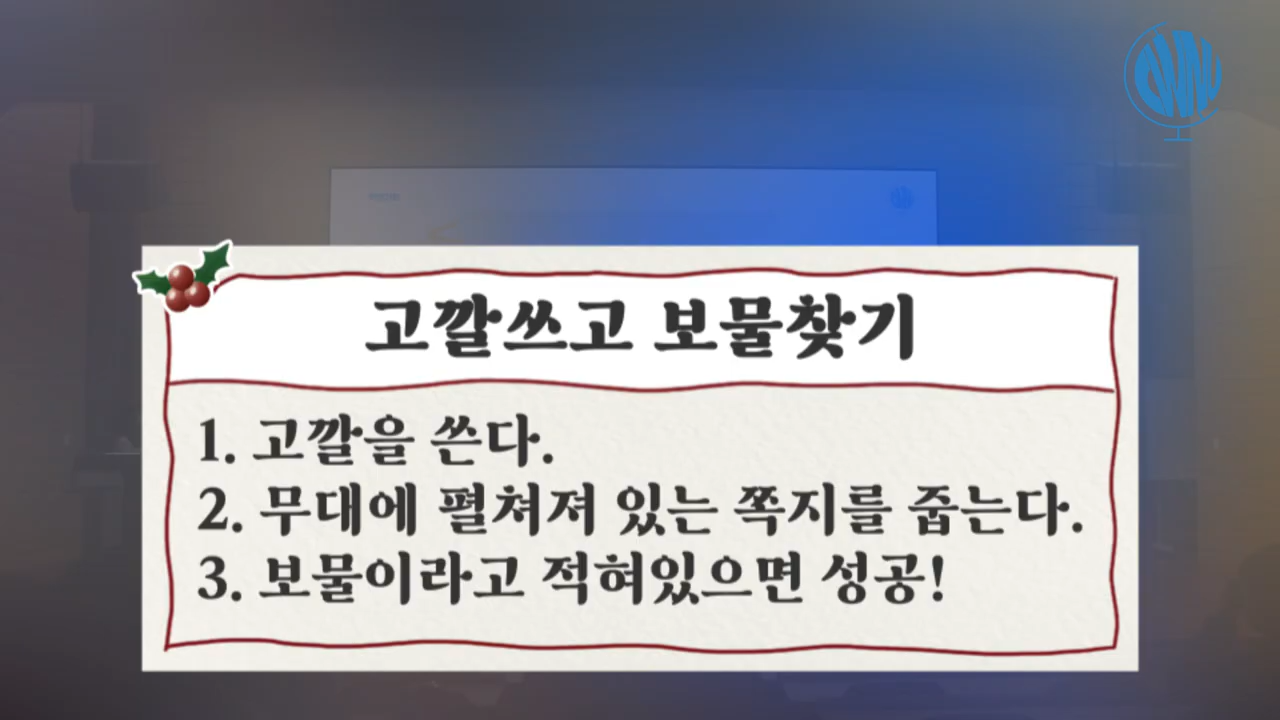 OWN
고깔쓰고 보물찾기
1. 고깔을 쓴다.
2. 무대에 펼쳐져 있는 쪽지를 줍는다.
3. 보물이라고 적혀있으면 성공!